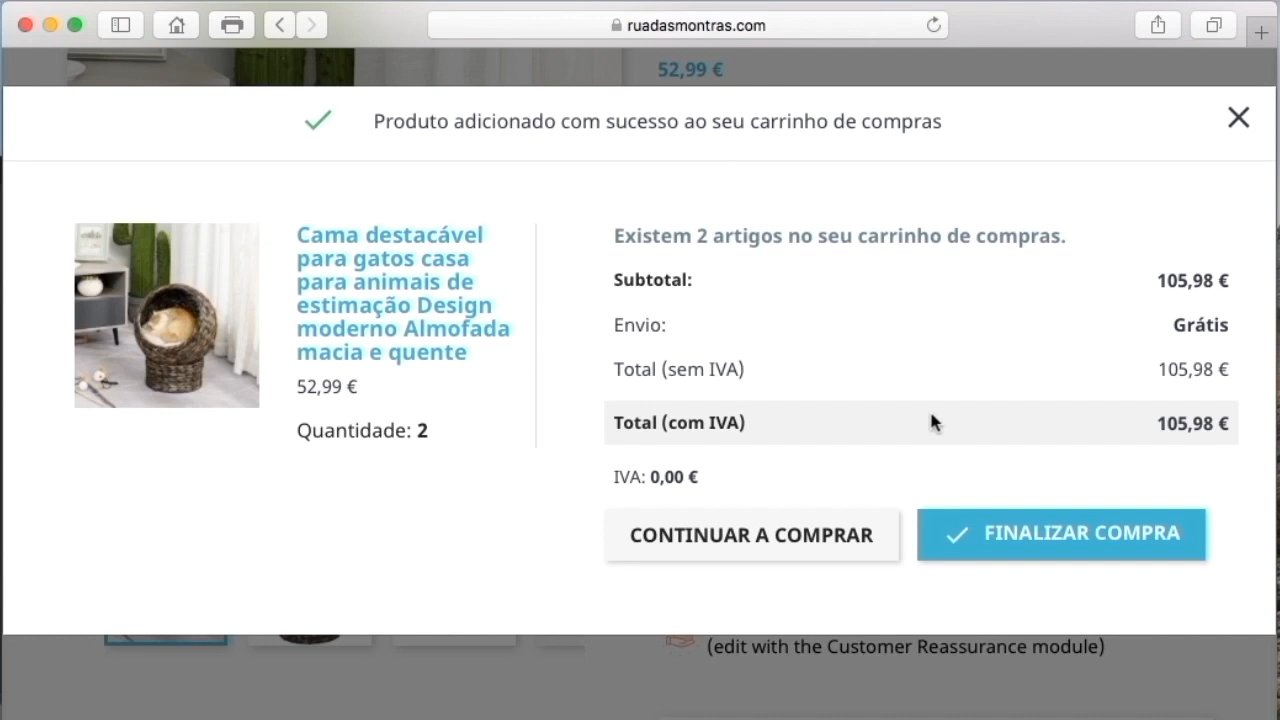 ruadasmontras.com
52,99 €
Produto adicionado com sucesso ao seu carrinho de compras
Cama destacável
para gatos casa
para animais de
estimação Design
moderno Almofada
macia e quente
52,99 €
Quantidade: 2
Existem 2 artigos no seu carrinho de compras.
Subtotal: 105,98 €
Envio: Grátis
Total (sem IVA) 105,98 €
Total (com IVA) 105,98 €
IVA: 0,00 €
CONTINUAR A COMPRAR
FINALIZAR COMPRA
(edit with the Customer Reassurance module)